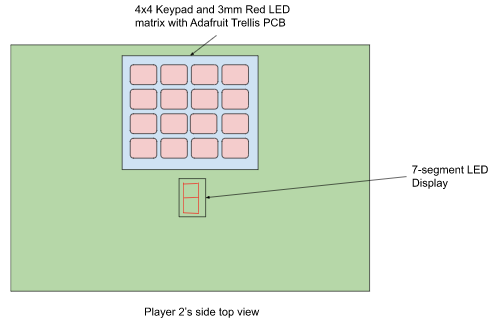 4x4 Keypad and 3mm Red LED
matrix with Adafruit Trellis PCB
7-segment LED
Display
Player 2's side top view